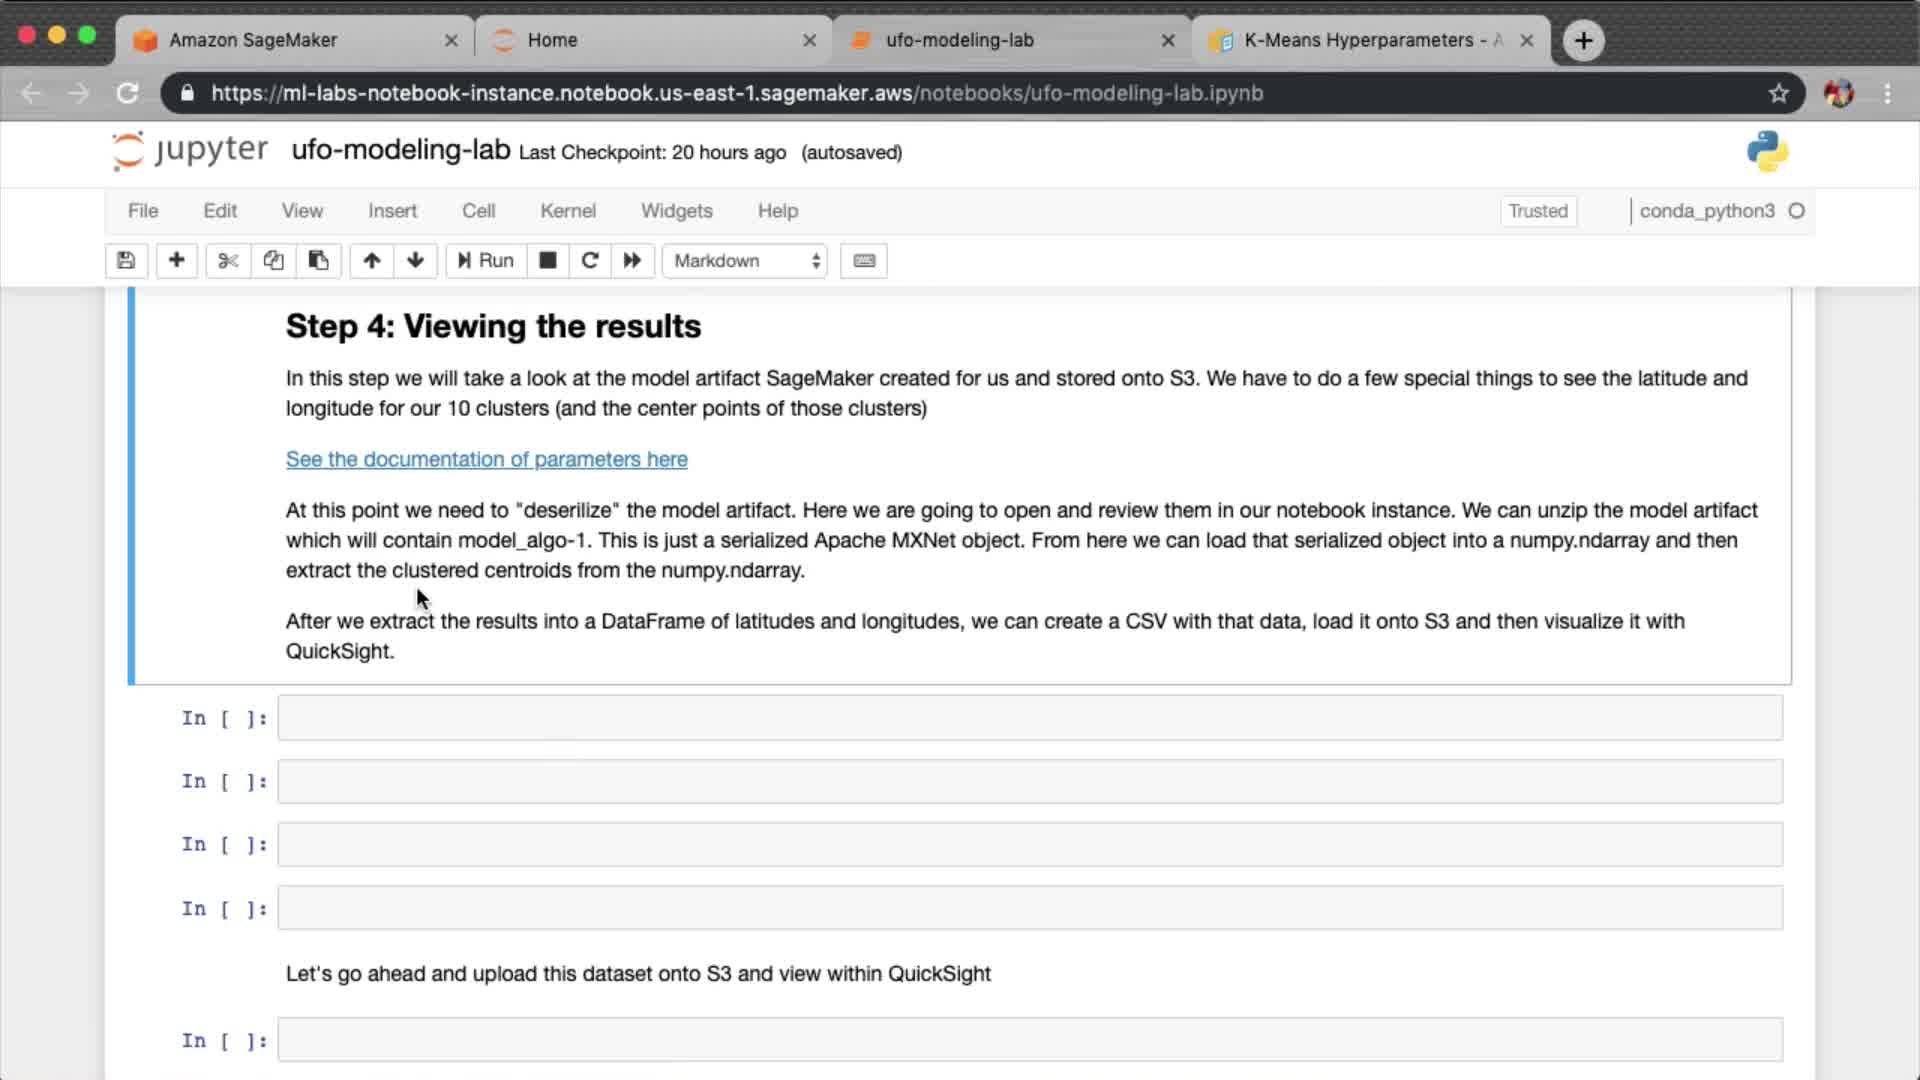 Amazon SageMaker
Home
ufo-modeling-lab
K-Means Hyperparameters - A
https://ml-labs-notebook-instance.notebook.us-east-1.sagemaker.aws/notebooks/ufo-modeling-lab.ipynb
jupyter ufo-modeling-lab Last Checkpoint: 20 hours ago (autosaved)
File Edit View Insert Cell Kernel Widgets Help Trusted conda_python3
Run Markdown
Step 4: Viewing the results
In this step we will take a look at the model artifact SageMaker created for us and stored onto S3. We have to do a few special things to see the latitude and
longitude for our 10 clusters (and the center points of those clusters)
See the documentation of parameters here
At this point we need to "deserilize" the model artifact. Here we are going to open and review them in our notebook instance. We can unzip the model artifact
which will contain model_algo-1. This is just a serialized Apache MXNet object. From here we can load that serialized object into a numpy.ndarray and then
extract the clustered centroids from the numpy.ndarray.
After we extract the results into a DataFrame of latitudes and longitudes, we can create a CSV with that data, load it onto S3 and then visualize it with
QuickSight.
In [ ]:
In [ ]:
In [ ]:
In [ ]:
Let's go ahead and upload this dataset onto S3 and view within QuickSight
In [ ]: